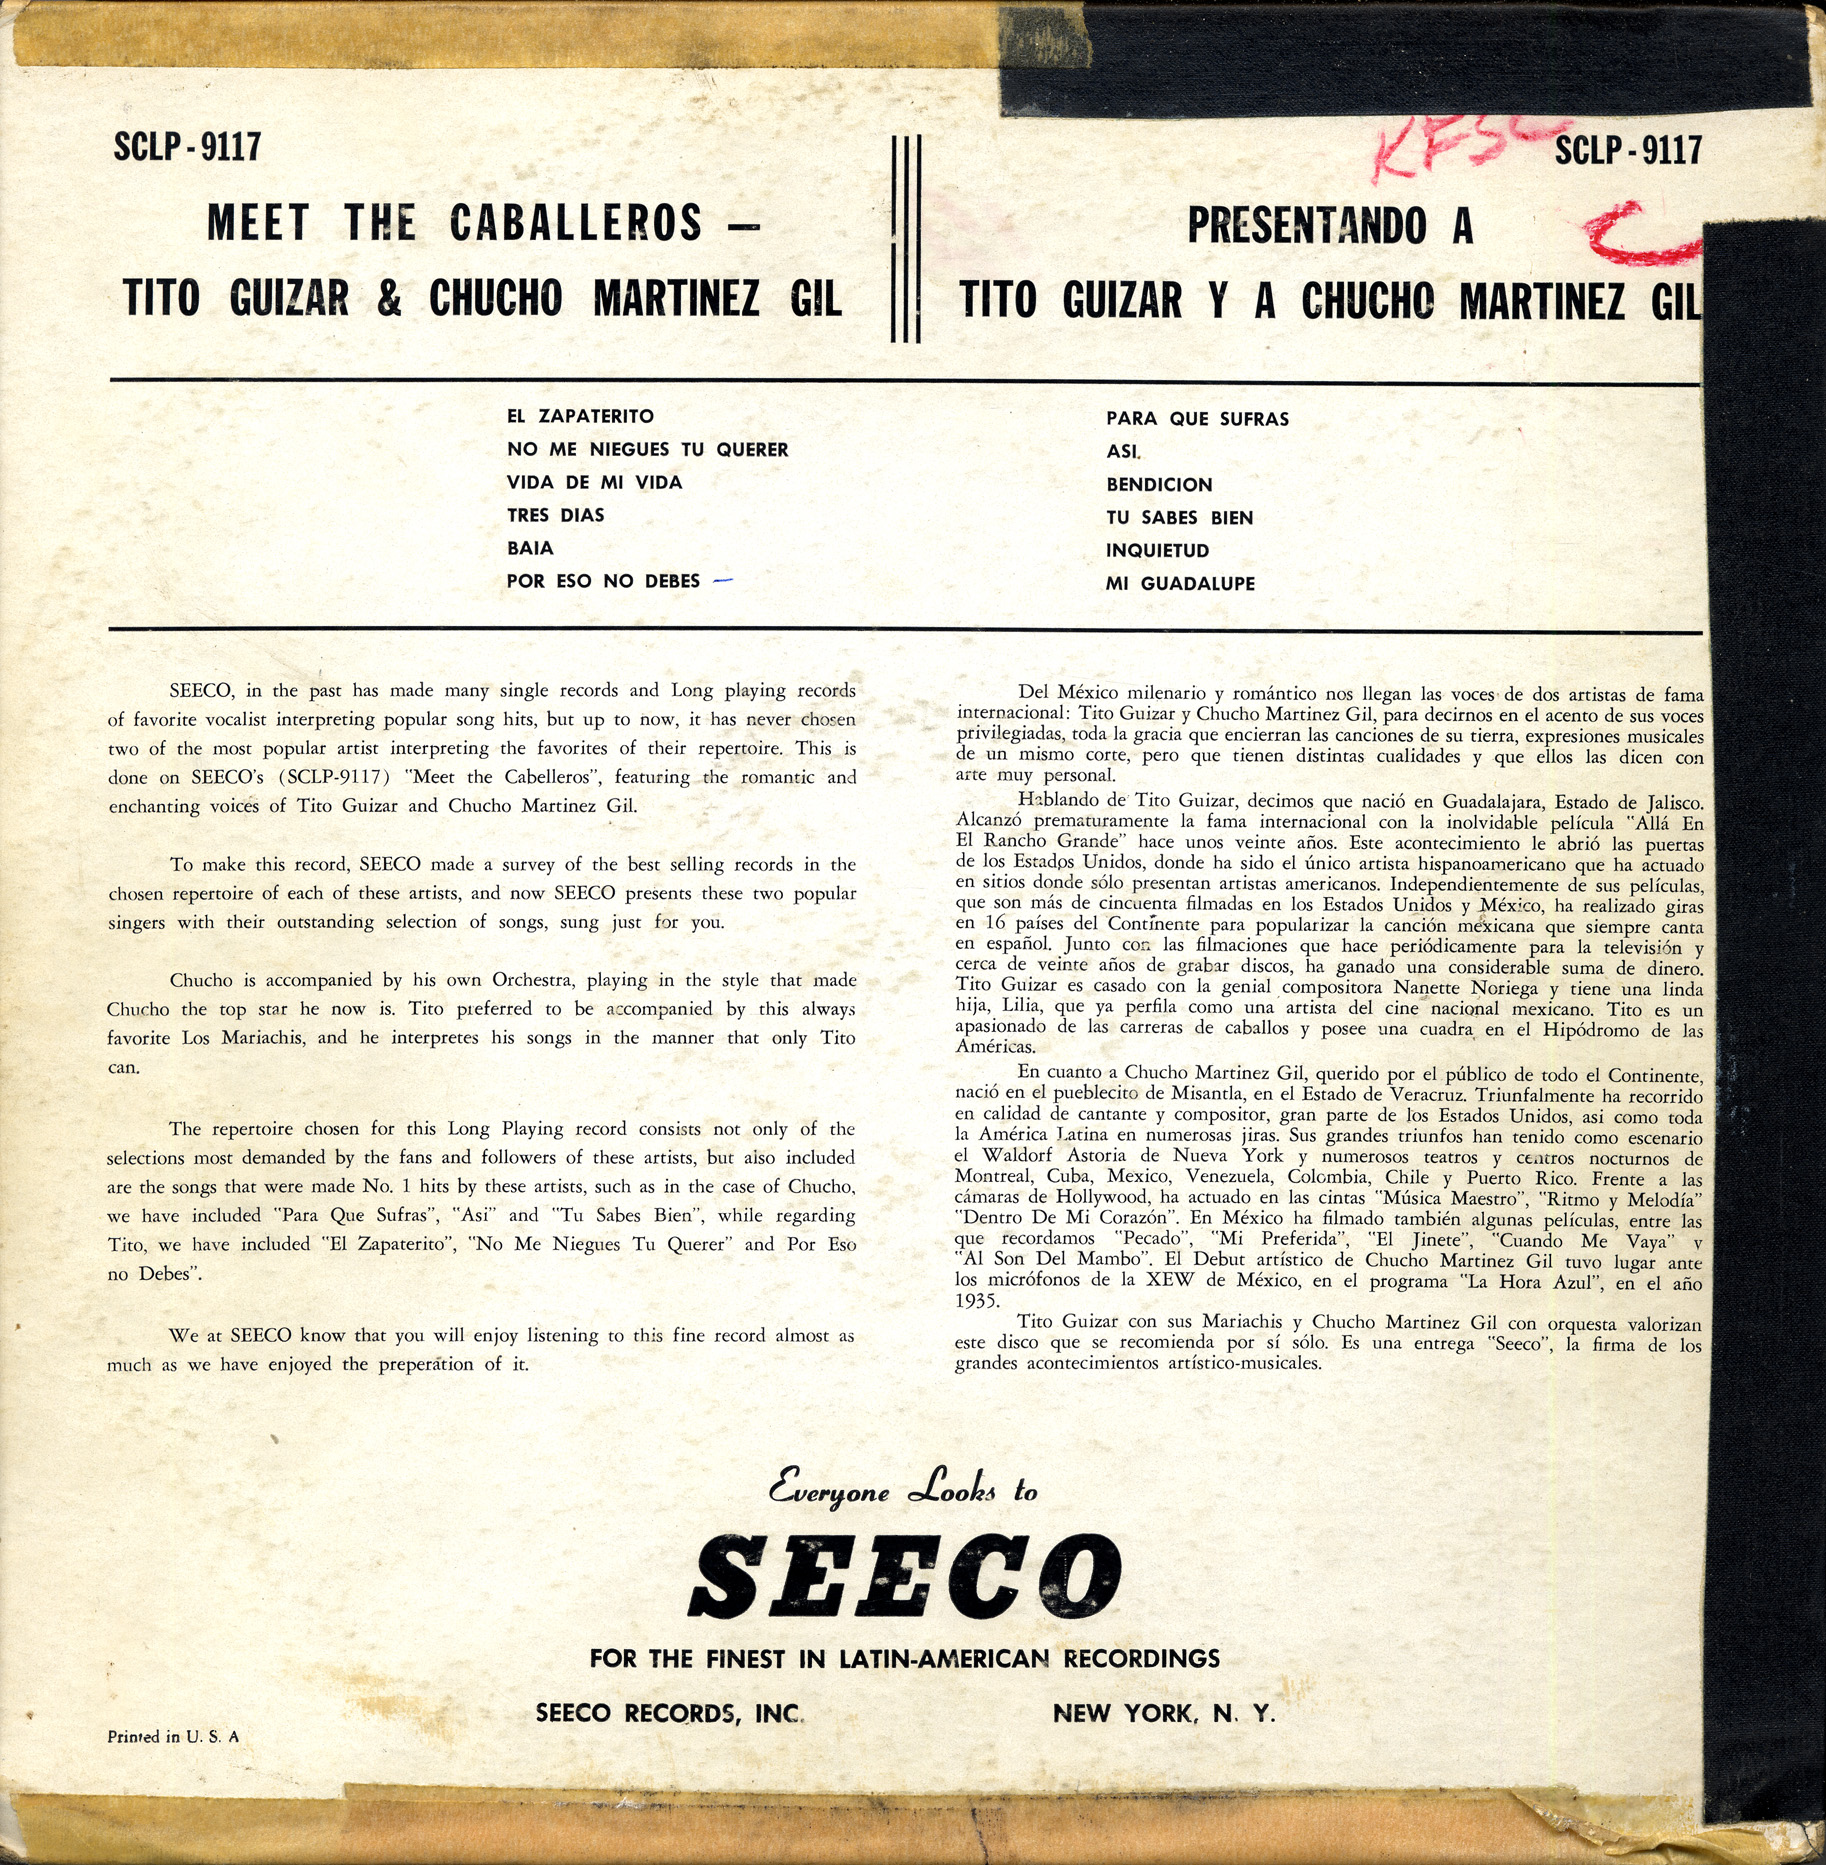 SCLP - 9117
MEET THE CABALLEROS —
TITO GUIZAR & CHUCHO MARTINEZ GIL
KFSC
SCLP - 9117
PRESENTANDO A
C
TITO GUIZAR Y A CHUCHO MARTINEZ GIL
EL ZAPATERITO
NO ME NIEGUES TU QUERER
VIDA DE MI VIDA
TRES DIAS
BAIA
POR ESO NO DEBES —
PARA QUE SUFRAS
ASI.
BENDICION
TU SABES BIEN
INQUIETUD
MI GUADALUPE
SEECO, in the past has made many single records and Long playing records
of favorite vocalist interpreting popular song hits, but up to now, it has never chosen
two of the most popular artist interpreting the favorites of their repertoire. This is
done on SEECO's (SCLP-9117) "Meet the Cabelleros", featuring the romantic and
enchanting voices of Tito Guizar and Chucho Martinez Gil.
To make this record, SEECO made a survey of the best selling records in the
chosen repertoire of each of these artists, and now SEECO presents these two popular
singers with their outstanding selection of songs, sung just for you.
Chucho is accompanied by his own Orchestra, playing in the style that made
Chucho the top star he now is. Tito preferred to be accompanied by this always
favorite Los Mariachis, and he interpretes his songs in the manner that only Tito
can.
The repertoire chosen for this Long Playing record consists not only of the
selections most demanded by the fans and followers of these artists, but also included
are the songs that were made No. 1 hits by these artists, such as in the case of Chucho,
we have included "Para Que Sufras", "Asi" and "Tu Sabes Bien", while regarding
Tito, we have included "El Zapaterito", "No Me Niegues Tu Querer" and Por Eso
no Debes".
We at SEECO know that you will enjoy listening to this fine record almost as
much as we have enjoyed the preperation of it.
Del México milenario y romántico nos llegan las voces de dos artistas de fama
internacional: Tito Guizar y Chucho Martinez Gil, para decirnos en el acento de sus voces
privilegiadas, toda la gracia que encierran las canciones de su tierra, expresiones musicales
de un mismo corte, pero que tienen distintas cualidades y que ellos las dicen con
arte muy personal.
Hablando de Tito Guizar, decimos que nació en Guadalajara, Estado de Jalisco.
Alcanzó prematuramente la fama internacional con la inolvidable película "Allá En
El Rancho Grande" hace unos veinte años. Este acontecimiento le abrió las puertas
de los Estados Unidos, donde ha sido el único artista hispanoamericano que ha actuado
en sitios donde sólo presentan artistas americanos. Independientemente de sus películas,
que son más de cincuenta filmadas en los Estados Unidos y México, ha realizado giras
en 16 países del Continente para popularizar la canción mexicana que siempre canta
en español. Junto con las filmaciones que hace periódicamente para la televisión y
cerca de veinte años de grabar discos, ha ganado una considerable suma de dinero.
Tito Guizar es casado con la genial compositora Nanette Noriega y tiene una linda
hija, Lilia, que ya perfila como una artista del cine nacional mexicano. Tito es un
apasionado de las carreras de caballos y posee una cuadra en el Hipódromo de las
Américas.
En cuanto a Chucho Martinez Gil, querido por el público de todo el Continente,
nació en el pueblecito de Misantla, en el Estado de Veracruz. Triunfalmente ha recorrido
en calidad de cantante y compositor, gran parte de los Estados Unidos, asi como toda
la América Latina en numerosas jiras. Sus grandes triunfos han tenido como escenario
el Waldorf Astoria de Nueva York y numerosos teatros y centros nocturnos de
Montreal, Cuba, Mexico, Venezuela, Colombia, Chile y Puerto Rico. Frente a las
cámaras de Hollywood, ha actuado en las cintas "Música Maestro", "Ritmo y Melodía"
"Dentro De Mi Corazón". En México ha filmado también algunas películas, entre las
que recordamos "Pecado", "Mi Preferida", "El Jinete", "Cuando Me Vaya" y
"Al Son Del Mambo". El Debut artístico de Chucho Martinez Gil tuvo lugar ante
los micrófonos de la XEW de México, en el programa "La Hora Azul", en el año
1935.
Tito Guizar con sus Mariachis y Chucho Martinez Gil con orquesta valorizan
este disco que se recomienda por sí sólo. Es una entrega "Seeco", la firma de los
grandes acontecimientos artístico-musicales.
Everyone Looks to
SEECO
FOR THE FINEST IN LATIN-AMERICAN RECORDINGS
SEECO RECORDS, INC.
NEW YORK, N. Y.
Printed in U. S. A